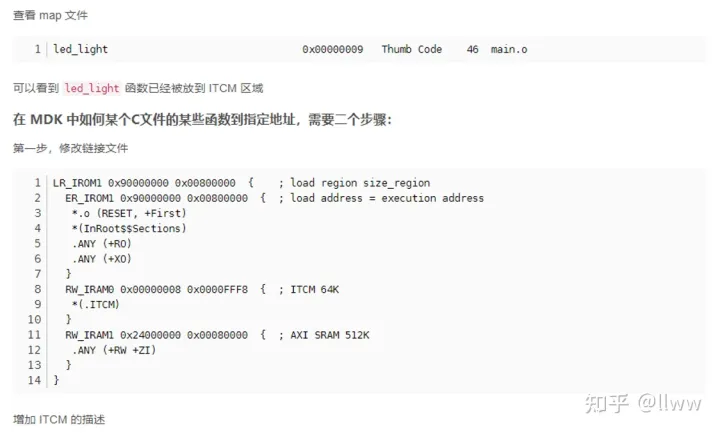 查看 map 文件
1 led_light 0x00000009 Thumb Code 46 main.o
可以看到 led_light 函数已经被放到 ITCM 区域
在 MDK 中如何某个C文件的某些函数到指定地址，需要二个步骤：
第一步，修改链接文件
1 LR_IROM1 0x90000000 0x00800000 { ; load region size_region
2 ER_IROM1 0x90000000 0x00800000 { ; load address = execution address
3 *.o (RESET, +First)
4 *(InRoot$$Sections)
5 .ANY (+RO)
6 .ANY (+XO)
7 }
8 RW_IRAM0 0x00000008 0x0000FFF8 { ; ITCM 64K
9 *(.ITCM)
10 }
11 RW_IRAM1 0x24000000 0x00080000 { ; AXI SRAM 512K
12 .ANY (+RW +ZI)
13 }
14 }
知乎 @llww
增加 ITCM 的描述